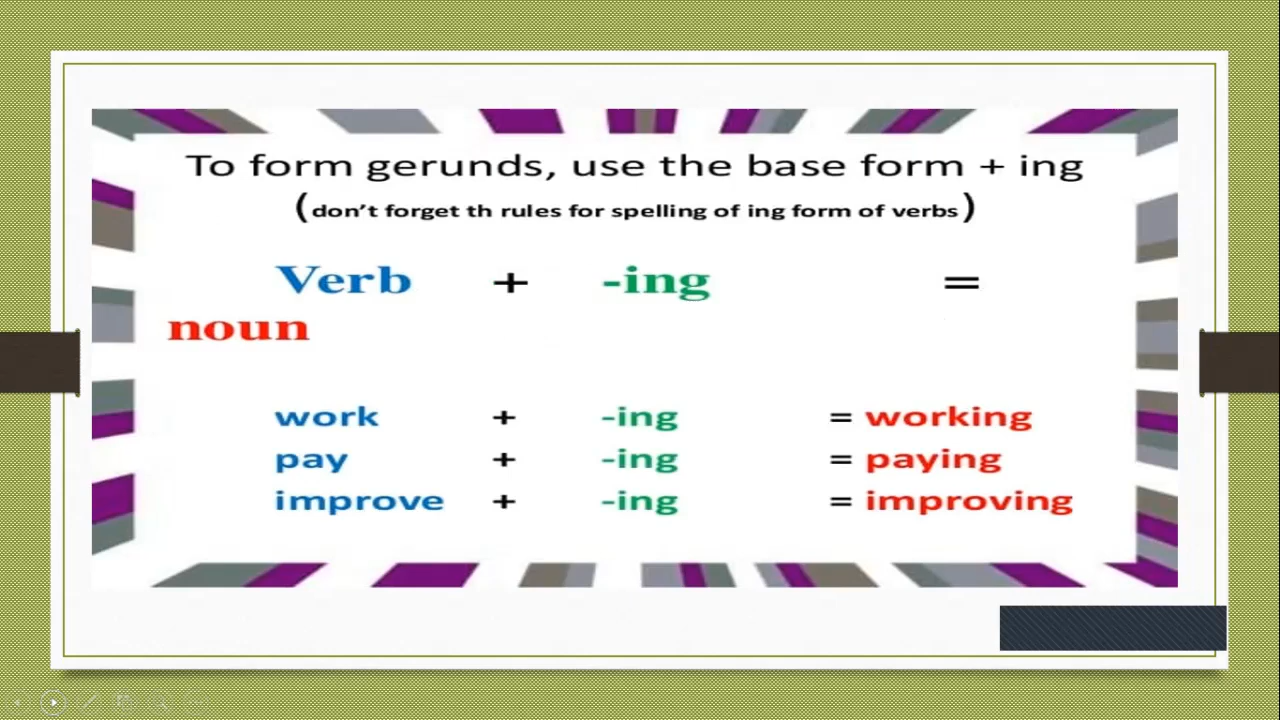 To form gerunds, use the base form + ing
(don't forget th rules for spelling of ing form of verbs)
Verb + -ing =
noun
work + -ing = working
pay + -ing = paying
improve + -ing = improving